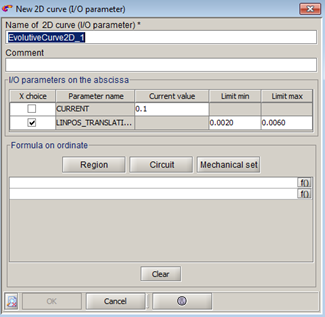 New 2D curve (I/O parameter)
Name of 2D curve (I/O parameter) *
EvolutiveCurve2D_1
Comment
I/O parameters on the abscissa
X choice Parameter name Current value Limit min Limit max
CURRENT 0.1
LINPOS_TRANSLATI... 0.0020 0.0060
Formula on ordinate
Region Circuit Mechanical set
f()
f()
Clear
OK Cancel